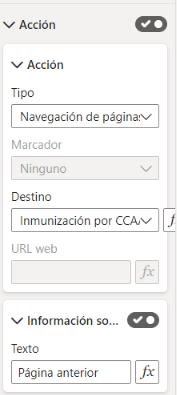 Acción
Acción
Tipo
Navegación de página
Marcador
Ninguno
Destino
Inmunización por CCA
URL web
fx
Información so...
Texto
Página anterior fx